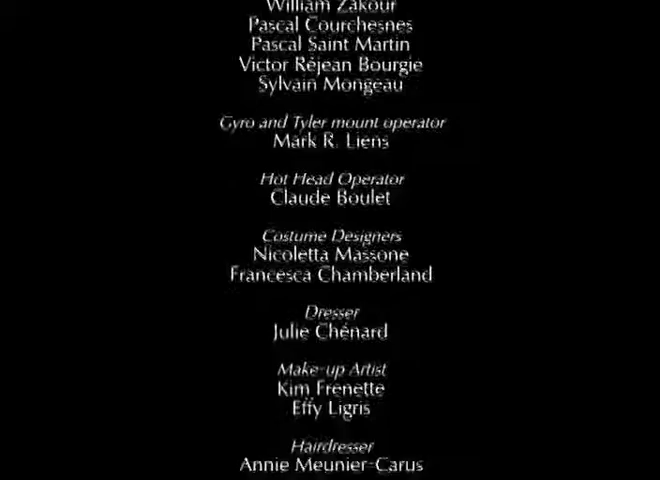 William Zakour
Pascal Courchesnes
Pascal Saint Martin
Victor Réjean Bourgie
Sylvain Mongeau
Gyro and Tyler mount operator
Mark R. Liens
Hot Head Operator
Claude Boulet
Costume Designers
Nicoletta Massone
Francesca Chamberland
Dresser
Julie Chénard
Make-up Artist
Kim Frenette
Effy Ligris
Hairdresser
Annie Meunier-Carus